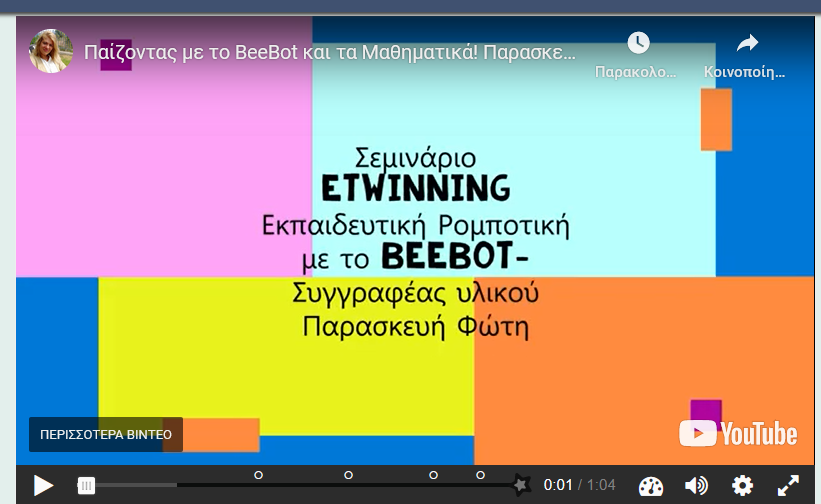 Παίζοντας με το BeeBot και τα Μαθηματικά! Παρασκε...
Παρακολο...
Κοινοποίη...
Σεμινάριο
ETWINNING
Εκπαιδευτική Ρομποτική
με το BEEBOT-
Συγγραφέας υλικού
Παρασκευή Φώτη
ΠΕΡΙΣΣΟΤΕΡΑ ΒΙΝΤΕΟ
YouTube
0:01 / 1:04